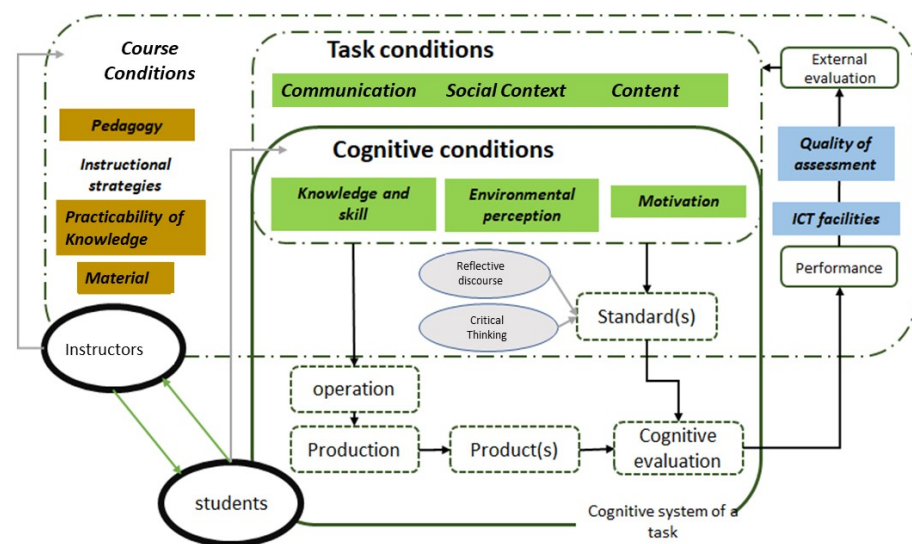 Course
Conditions
Pedagogy
Instructional
strategies
Practicability of
Knowledge
Material
Instructors
students
Task conditions
Communication Social Context Content
Cognitive conditions
Knowledge and
skill
Environmental
perception
Motivation
Reflective
discourse
Critical
Thinking
Standard(s)
operation
Production
Product(s)
Cognitive
evaluation
Cognitive system of a
task
External
evaluation
Quality of
assessment
ICT facilities
Performance